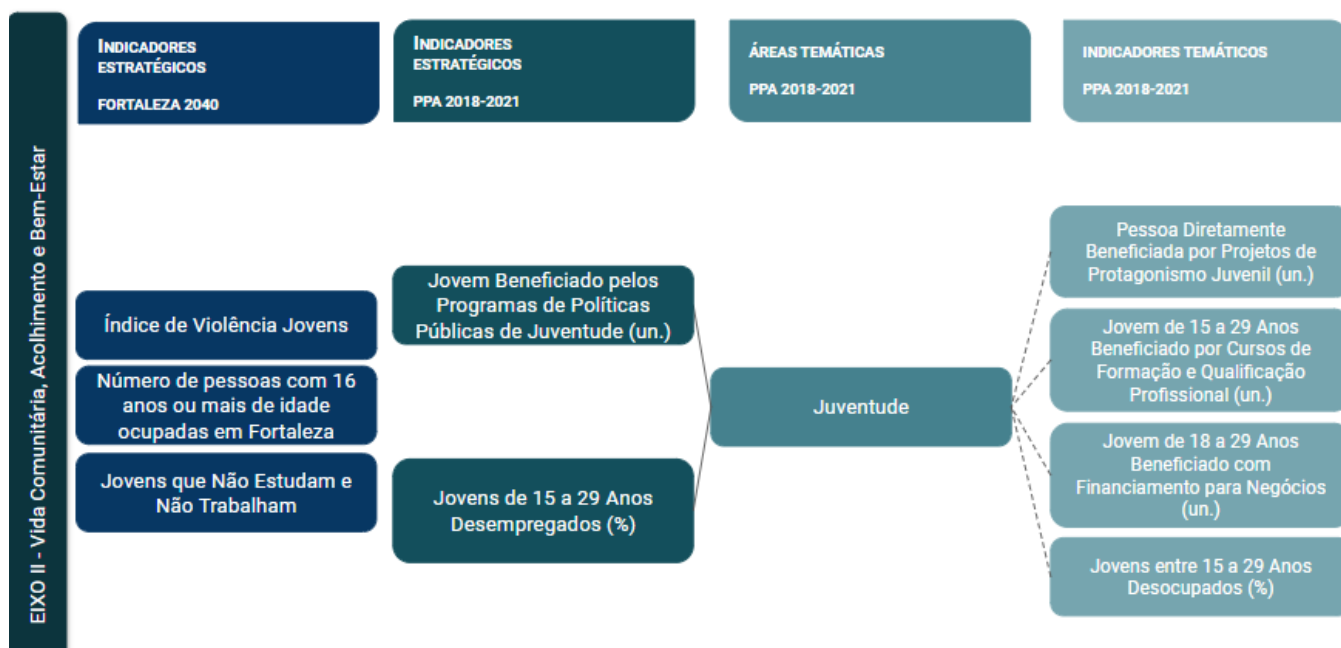 EIXO II - Vida Comunitária, Acolhimento e Bem-Estar
INDICADORES
ESTRATÉGICOS
FORTALEZA 2040
INDICADORES
ESTRATÉGICOS
PPA 2018-2021
ÁREAS TEMÁTICAS
PPA 2018-2021
INDICADORES TEMÁTICOS
PPA 2018-2021
Índice de Violência Jovens
Número de pessoas com 16
anos ou mais de idade
ocupadas em Fortaleza
Jovens que Não Estudam e
Não Trabalham
Jovem Beneficiado pelos
Programas de Políticas
Públicas de Juventude (un.)
Jovens de 15 a 29 Anos
Desempregados (%)
Juventude
Pessoa Diretamente
Beneficiada por Projetos de
Protagonismo Juvenil (un.)
Jovem de 15 a 29 Anos
Beneficiado por Cursos de
Formação e Qualificação
Profissional (un.)
Jovem de 18 a 29 Anos
Beneficiado com
Financiamento para Negócios
(un.)
Jovens entre 15 a 29 Anos
Desocupados (%)